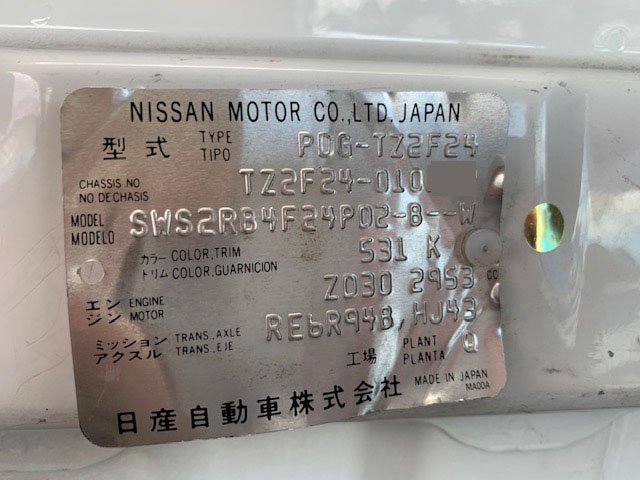 NISSAN MOTOR CO.,LTD. JAPAN
型式 TYPE TIPO PDG-TZ2F24
CHASSIS NO NO.DE CHASIS TZ2F24-010
MODEL MODELO SWS2RB4F24P02-B--W
カラー COLOR,TRIM トリム COLOR,GUARNICION 531 K
CC
エンジン ENGINE MOTOR ZD30 2953
ミッション アクスル TRANS.,AXLE TRANS.,EJE RE6R94B,HJ43
工場 PLANT PLANTA Q
日産自動車株式会社 MADE IN JAPAN
MA00A